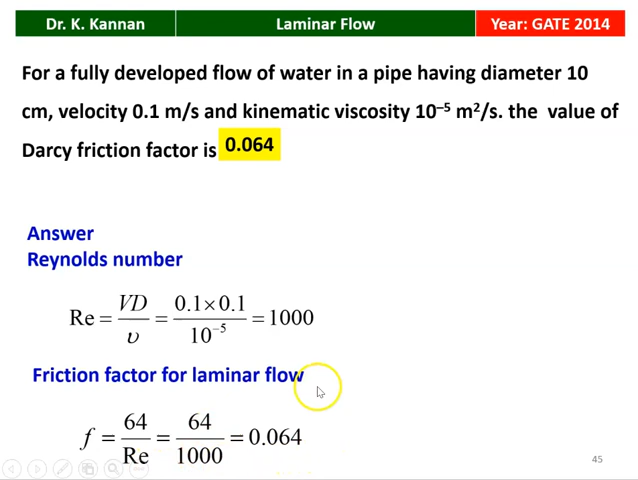 Dr. K. Kannan
Laminar Flow
Year: GATE 2014
For a fully developed flow of water in a pipe having diameter 10
cm, velocity 0.1 m/s and kinematic viscosity 10⁻⁵ m²/s. the value of
Darcy friction factor is 0.064
Answer
Reynolds number
Re = VD/υ = 0.1×0.1/10⁻⁵ = 1000
Friction factor for laminar flow
f = 64/Re = 64/1000 = 0.064
45